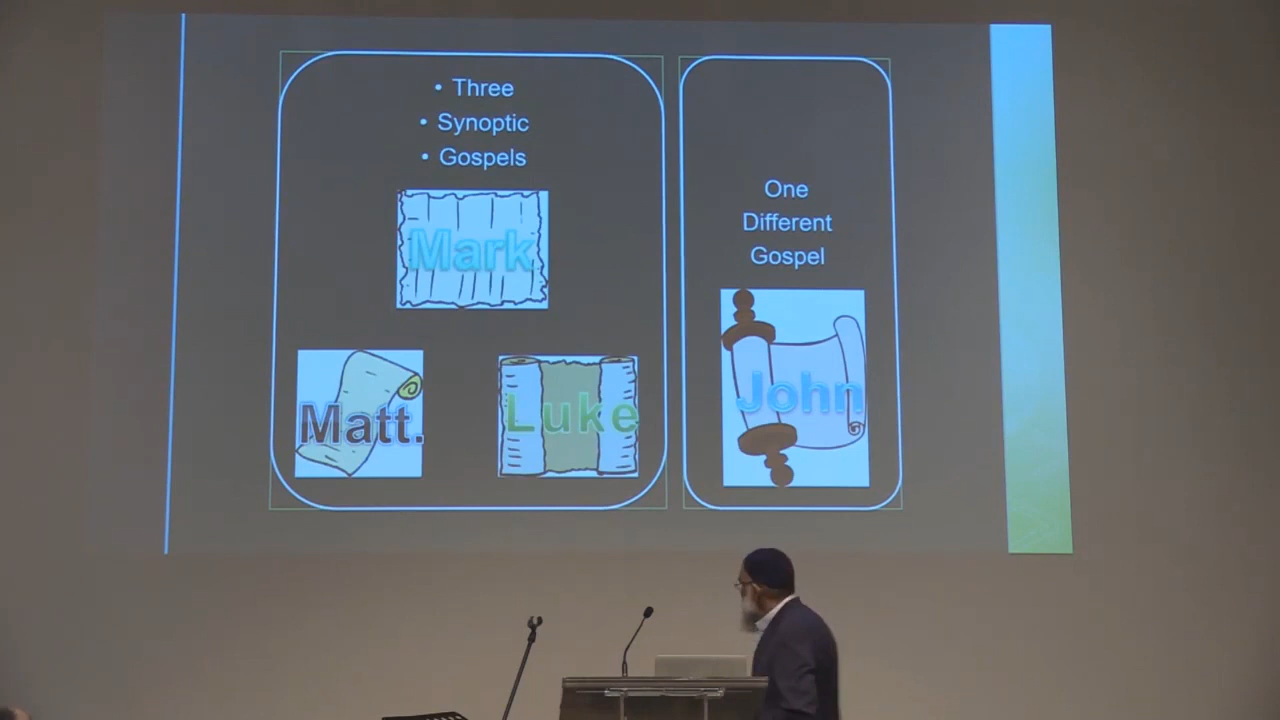 • Three
• Synoptic
• Gospels
Mark
Matt.
Luke
One
Different
Gospel
John